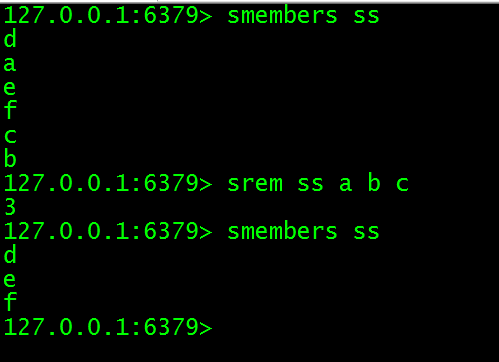 127.0.0.1:6379> smembers ss
d
a
e
f
c
b
127.0.0.1:6379> srem ss a b c
3
127.0.0.1:6379> smembers ss
d
e
f
127.0.0.1:6379>